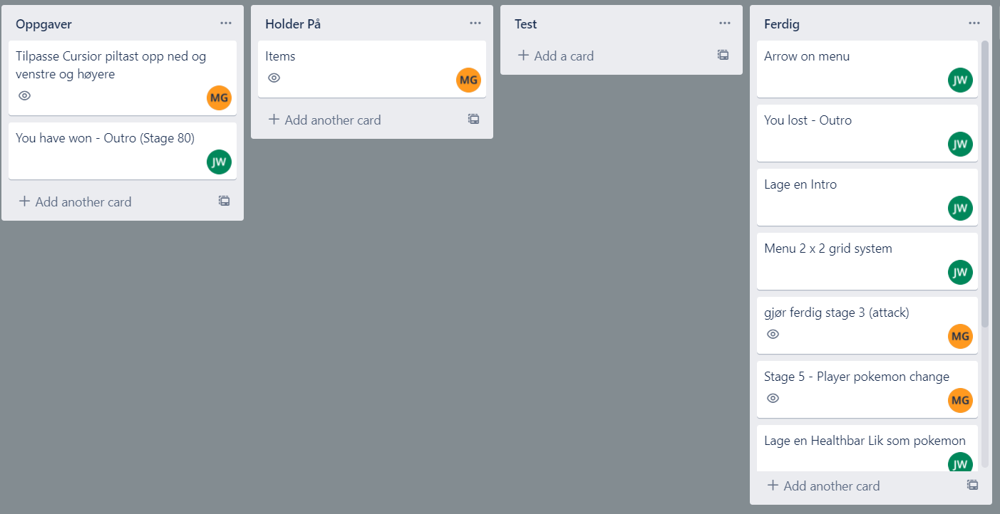 Oppgaver
Tilpasse Cursior piltast opp ned og
venstre og høyere
MG
You have won - Outro (Stage 80)
JW
Add another card
Holder På
Items
MG
Add another card
Test
Add a card
Ferdig
Arrow on menu
JW
You lost - Outro
JW
Lage en Intro
JW
Menu 2 x 2 grid system
JW
gjør ferdig stage 3 (attack)
MG
Stage 5 - Player pokemon change
MG
Lage en Healthbar Lik som pokemon
JW
Add another card